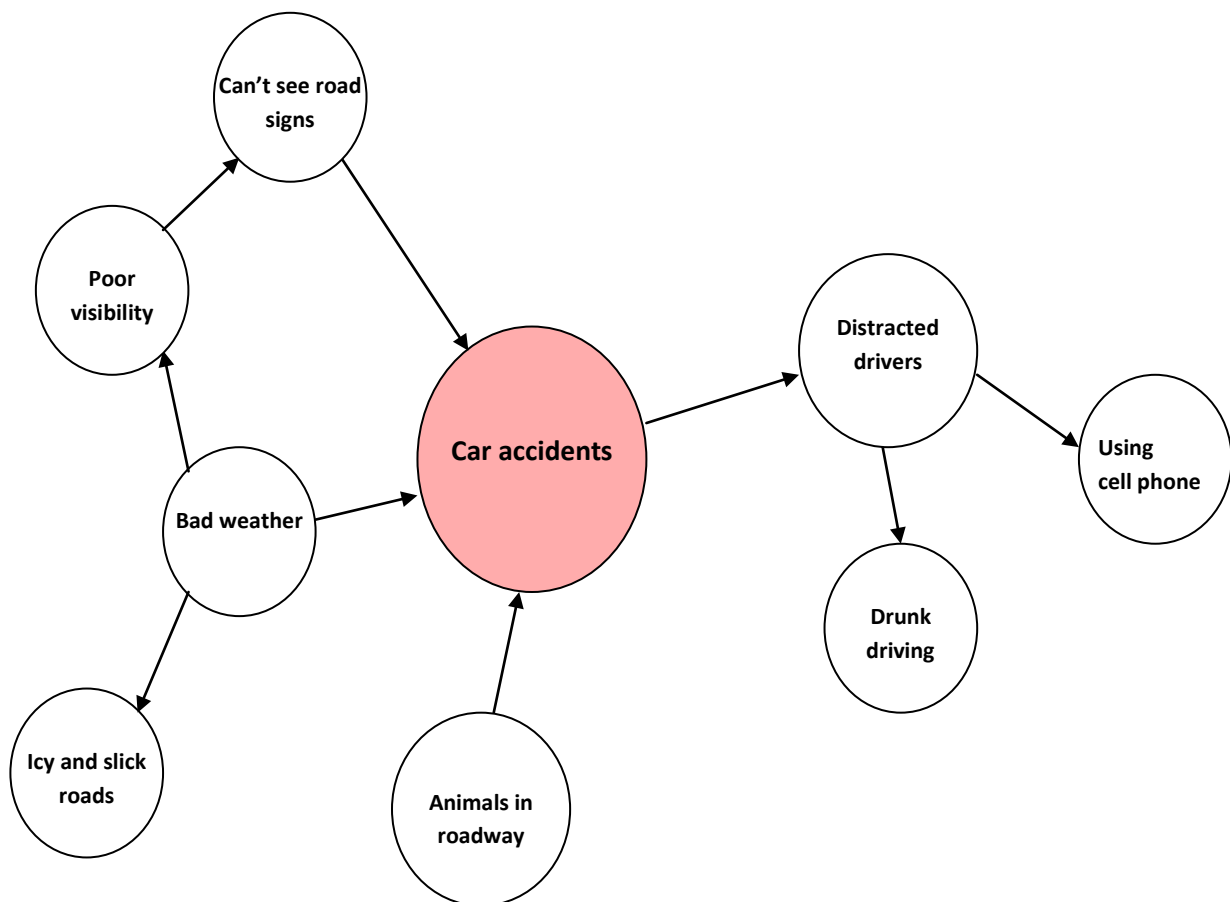 Can’t see road
signs
Poor
visibility
Distracted
drivers
Car accidents
Using
cell phone
Bad weather
Drunk
driving
Icy and slick
roads
Animals in
roadway